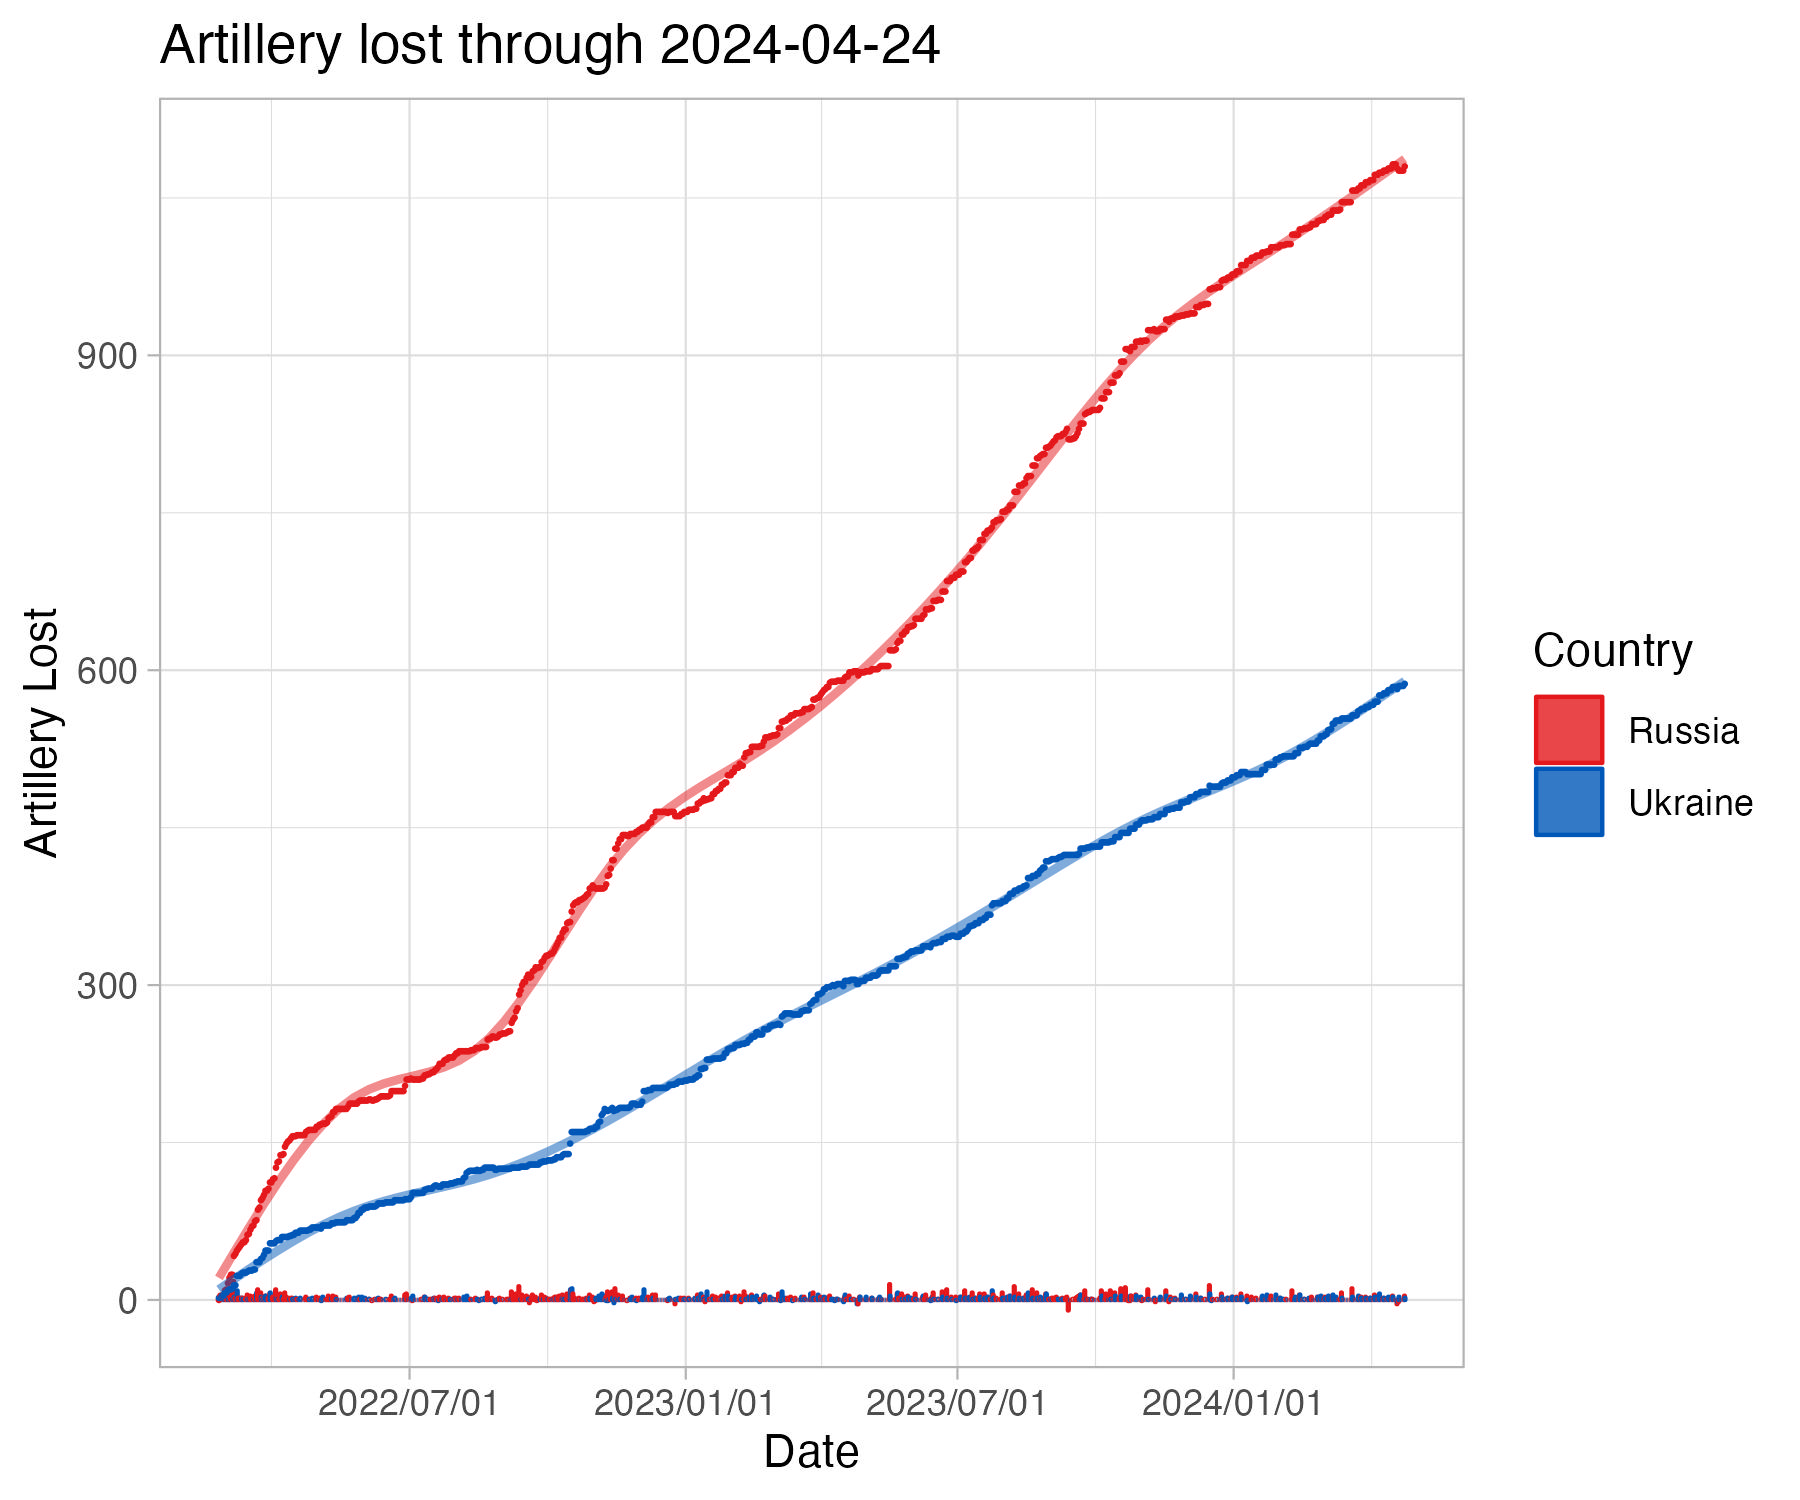 Artillery lost through 2024-04-24
Artillery Lost
900
600
300
0
2022/07/01
2023/01/01
2023/07/01
2024/01/01
Date
Country
Russia
Ukraine